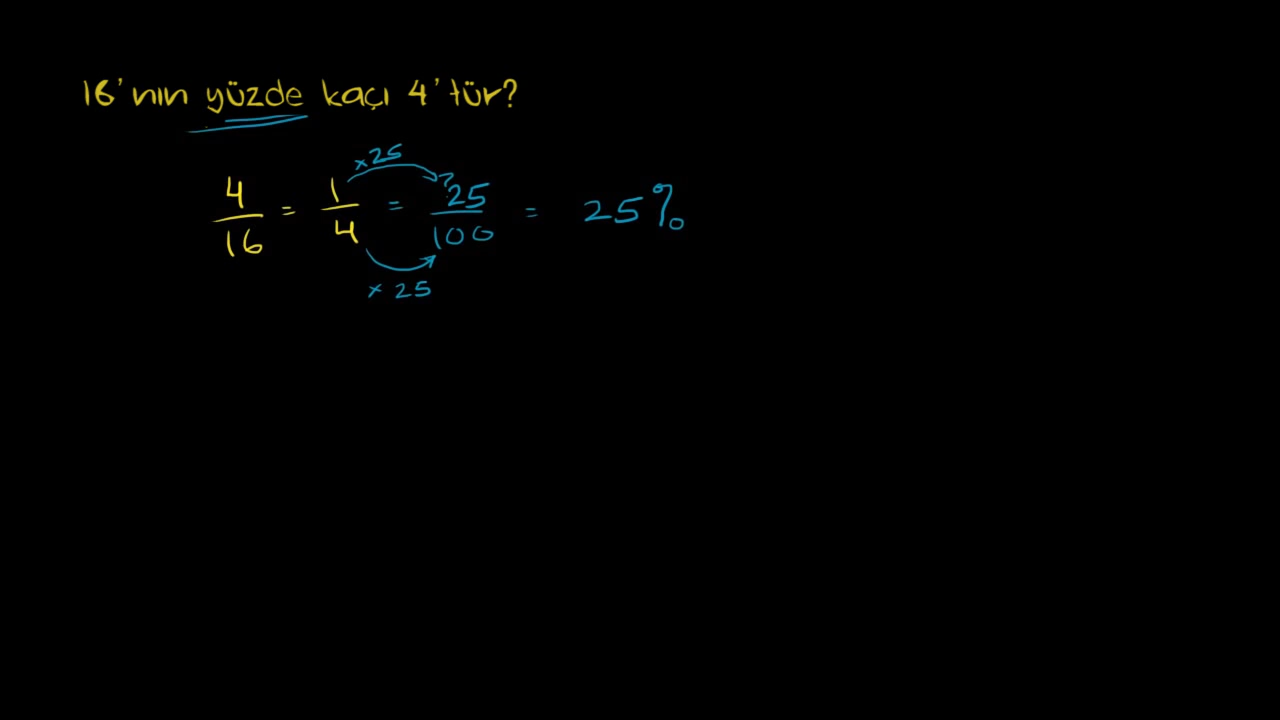 16'nın yüzde kaçı 4'tür?
×25
4/16 = 1/4 = ?25/100 = 25%
×25